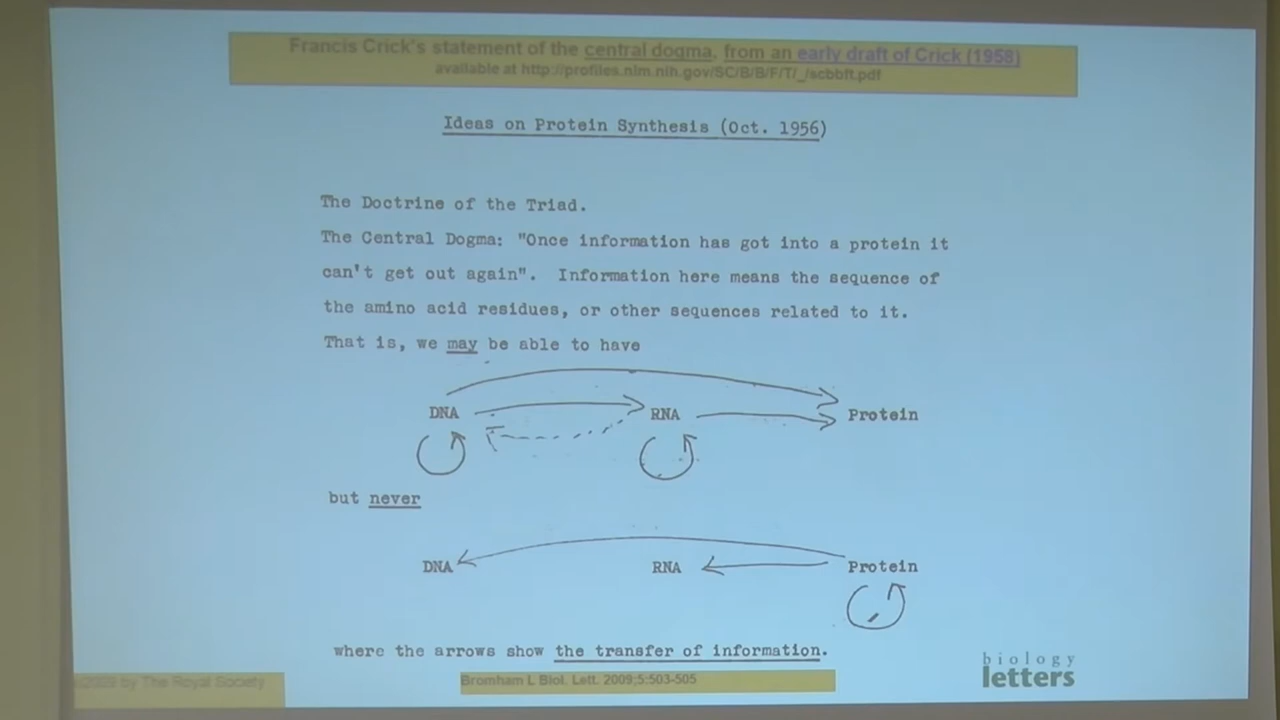 Francis Crick's statement of the central dogma, from an early draft of Crick (1958)
available at http://profiles.nlm.nih.gov/SC/B/B/F/T/_/scbbft.pdf
Ideas on Protein Synthesis (Oct. 1956)
The Doctrine of the Triad.
The Central Dogma: "Once information has got into a protein it
can't get out again". Information here means the sequence of
the amino acid residues, or other sequences related to it.
That is, we may be able to have
DNA RNA Protein
but never
DNA RNA Protein
where the arrows show the transfer of information.
biology
letters
2009 by The Royal Society
Bromham L Biol. Lett. 2009;5:503-505